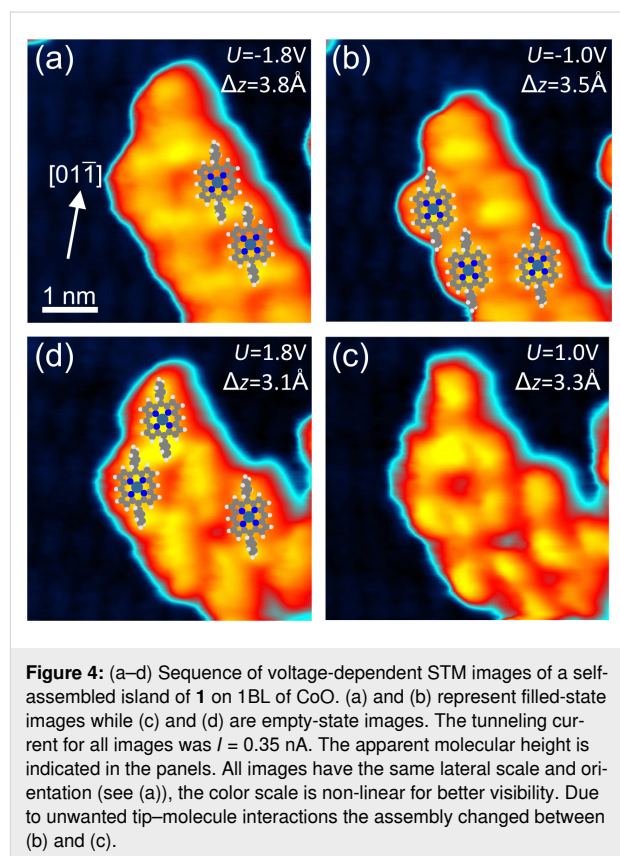 (a)
U=-1.8V
Δz=3.8Å
[011̅]
1 nm
(b)
U=-1.0V
Δz=3.5Å
(d)
U=1.8V
Δz=3.1Å
(c)
U=1.0V
Δz=3.3Å
Figure 4: (a–d) Sequence of voltage-dependent STM images of a self-
assembled island of 1 on 1BL of CoO. (a) and (b) represent filled-state
images while (c) and (d) are empty-state images. The tunneling cur-
rent for all images was I = 0.35 nA. The apparent molecular height is
indicated in the panels. All images have the same lateral scale and ori-
entation (see (a)), the color scale is non-linear for better visibility. Due
to unwanted tip–molecule interactions the assembly changed between
(b) and (c).